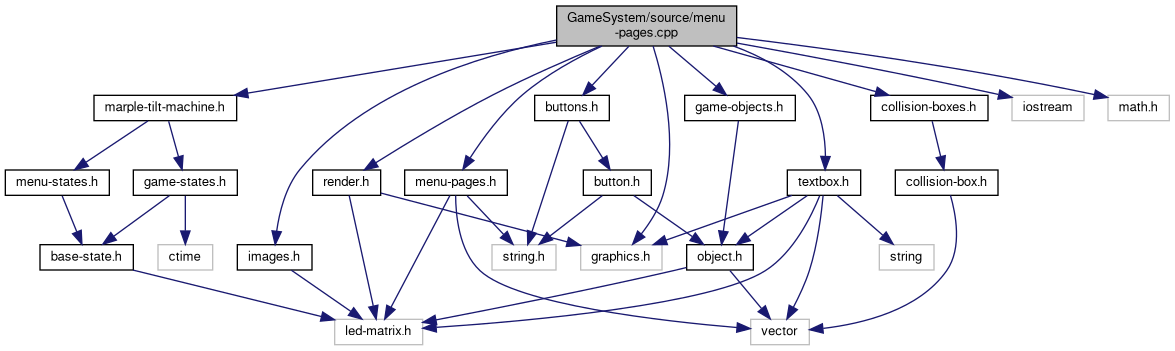 GameSystem/source/menu
-pages.cpp
marple-tilt-machine.h
buttons.h
game-objects.h
collision-boxes.h
iostream
math.h
menu-states.h
game-states.h
render.h
menu-pages.h
button.h
textbox.h
collision-box.h
base-state.h
ctime
images.h
string.h
graphics.h
object.h
string
led-matrix.h
vector